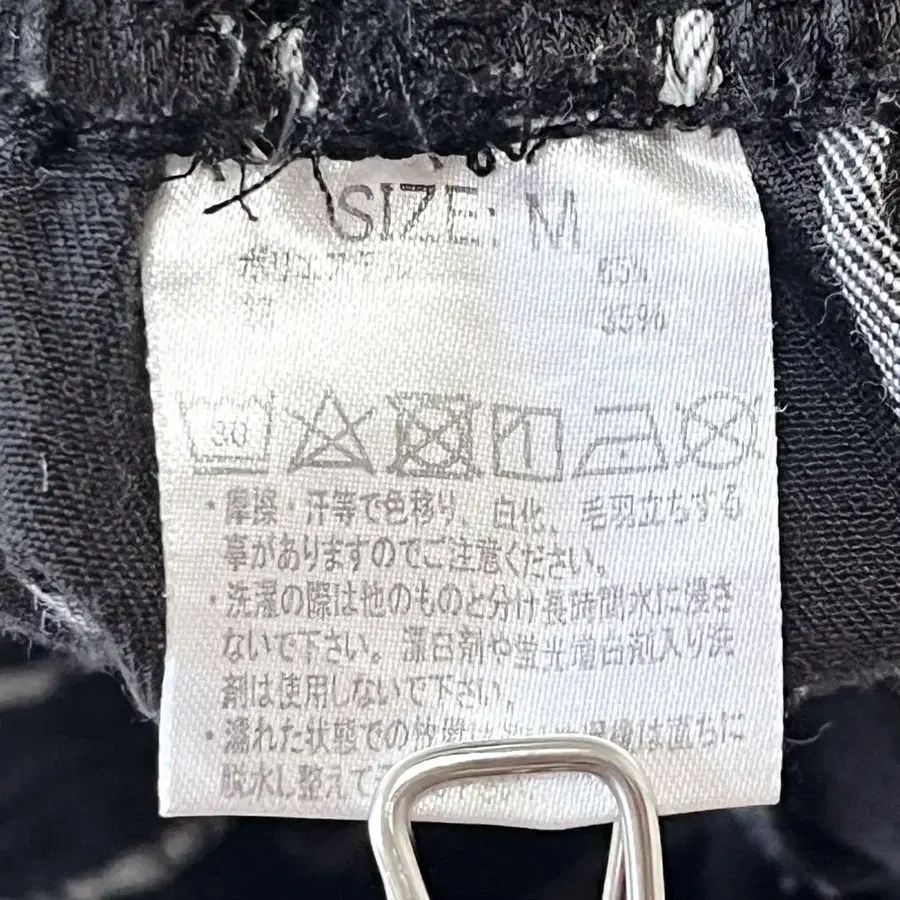 SIZE: M
ポリエステル 65%
綿 35%
30
・摩擦・汗等で色移り、白化、毛羽立ちする
事がありますのでご注意ください。
・洗濯の際は他のものと分け長時間水に浸さ
ないで下さい。漂白剤や蛍光増白剤入り洗
剤は使用しないで下さい。
・濡れた状態での放置は は直ちに
脱水し整えて